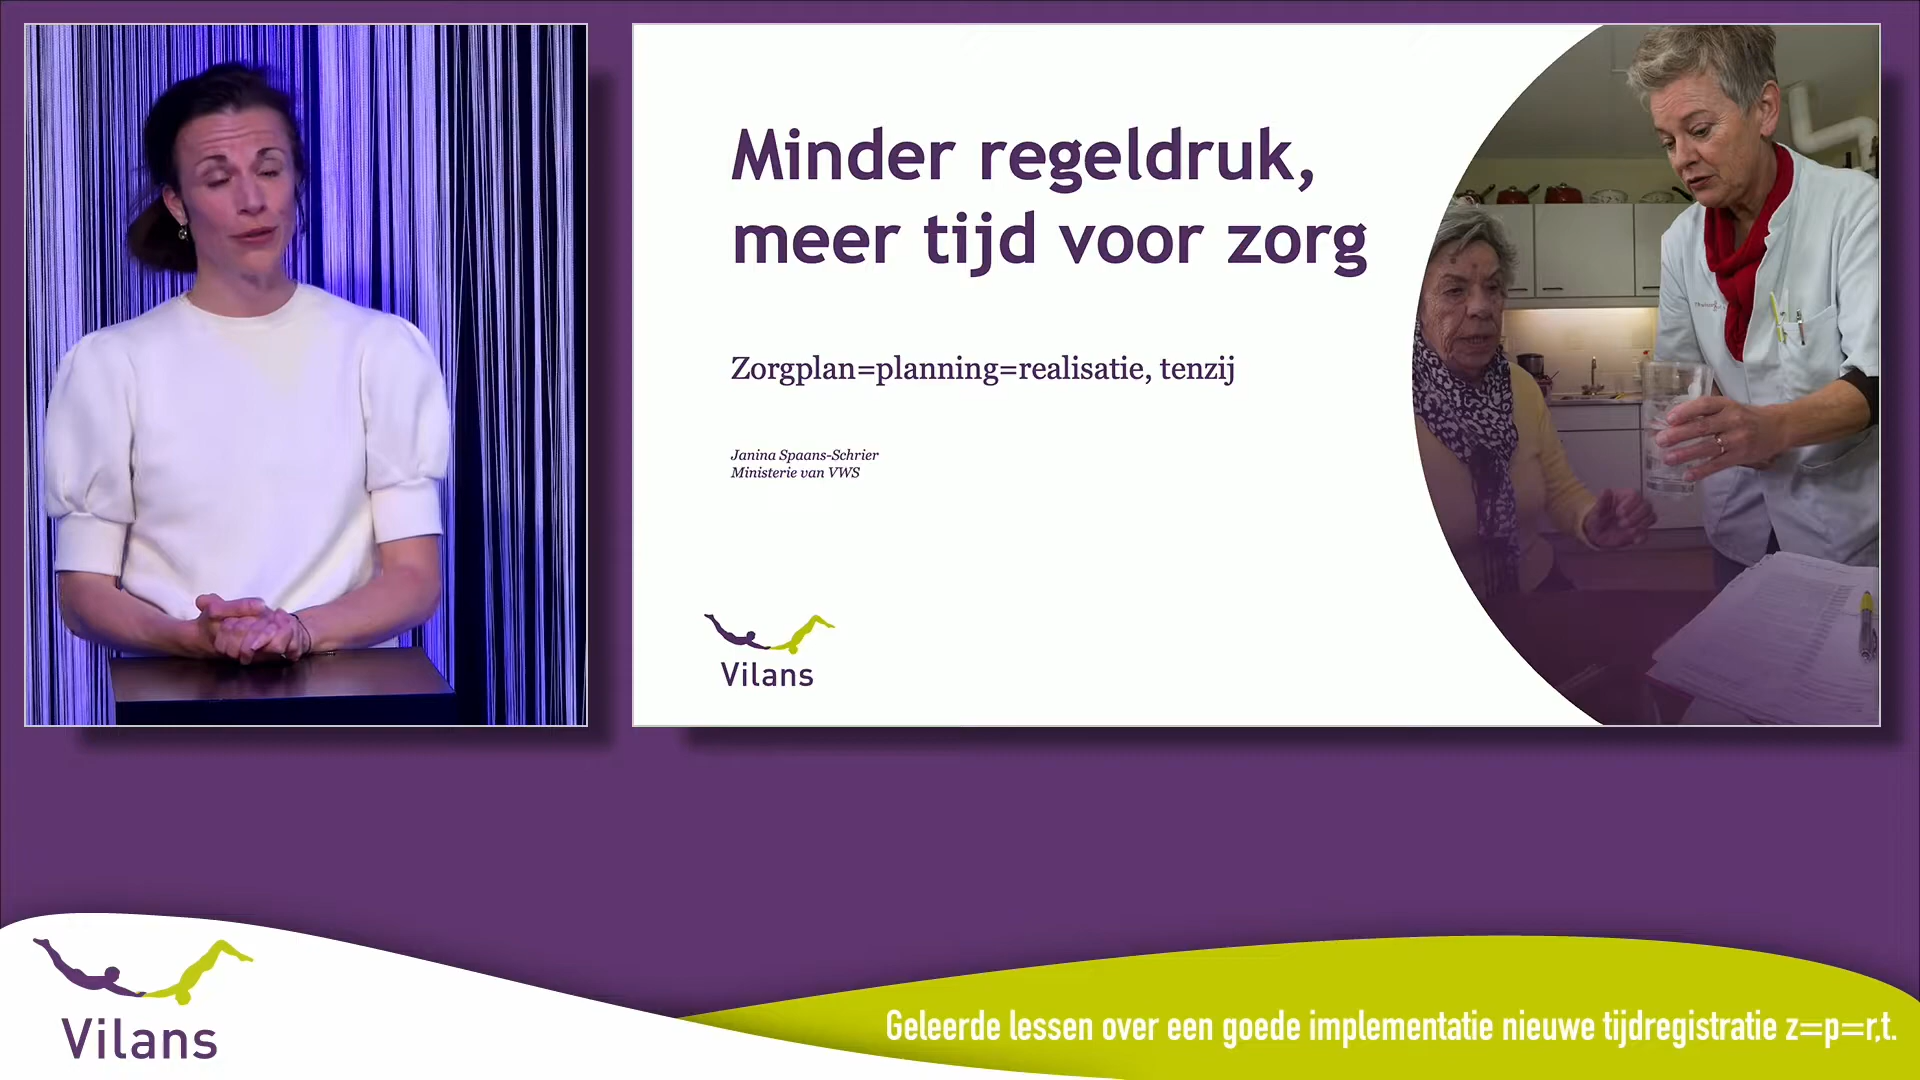 Minder regeldruk,
meer tijd voor zorg
Zorgplan=planning=realisatie, tenzij
Janina Spaans-Schrier
Ministerie van VWS
Vilans
Vilans
Geleerde lessen over een goede implementatie nieuwe tijdregistratie z=p=r,t.